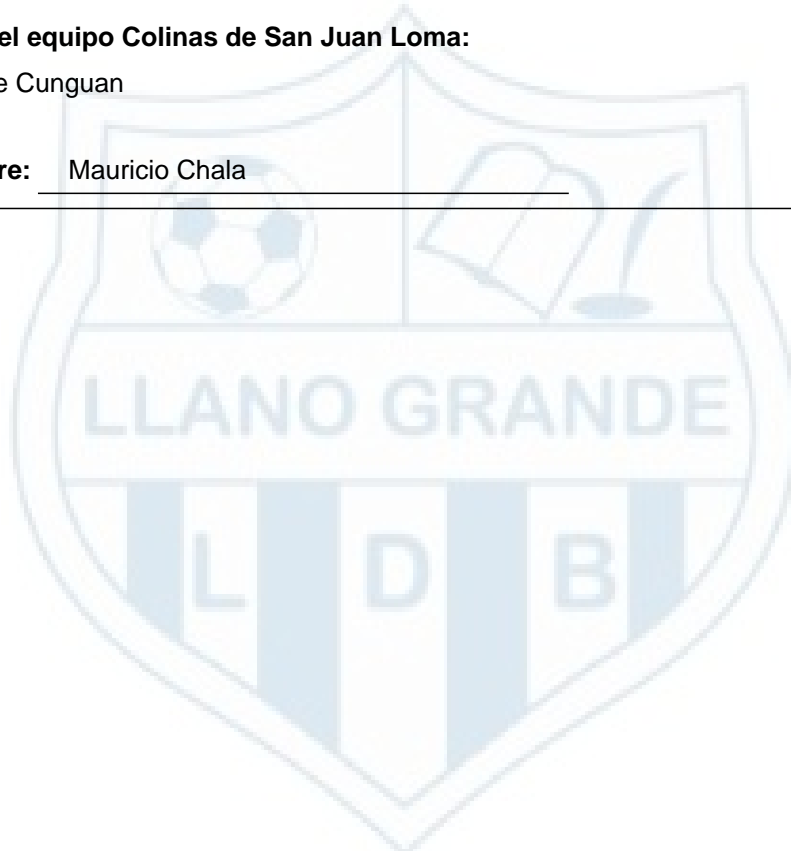 el equipo Colinas de San Juan Loma:
e Cunguan
re: Mauricio Chala
LLANO GRANDE
L D B